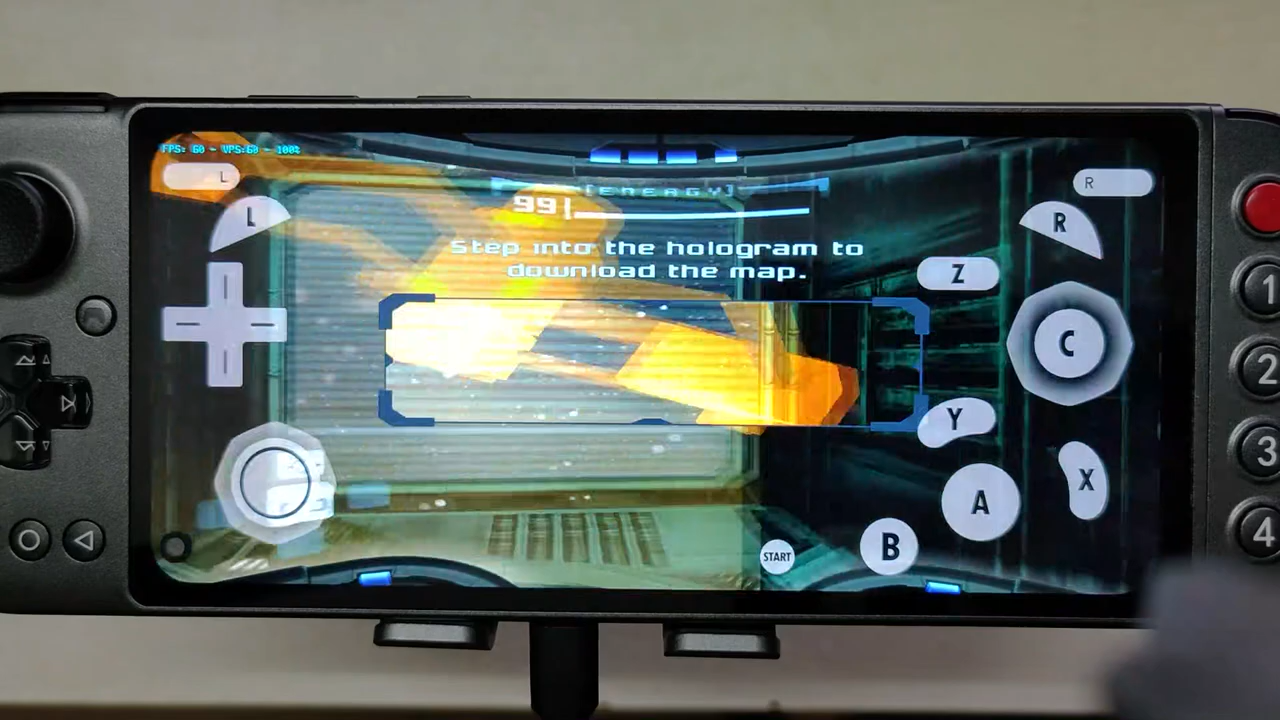 FPS: 60 - VPS:60 - 100%
L
R
[ENERGY]
99
L
R
Step into the hologram to
download the map.
Z
C
Y
X
A
B
START
1
2
3
4